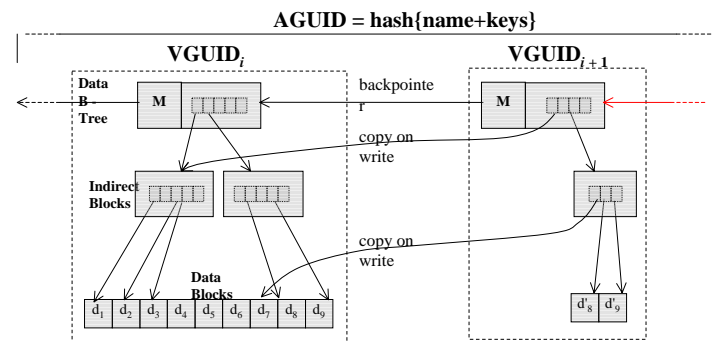 AGUID = hash{name+keys}
VGUIDi
VGUIDi + 1
Data
B -
Tree
M
backpointe
r
M
copy on
write
Indirect
Blocks
copy on
write
Data
Blocks
d1 d2 d3 d4 d5 d6 d7 d8 d9
d'8 d'9